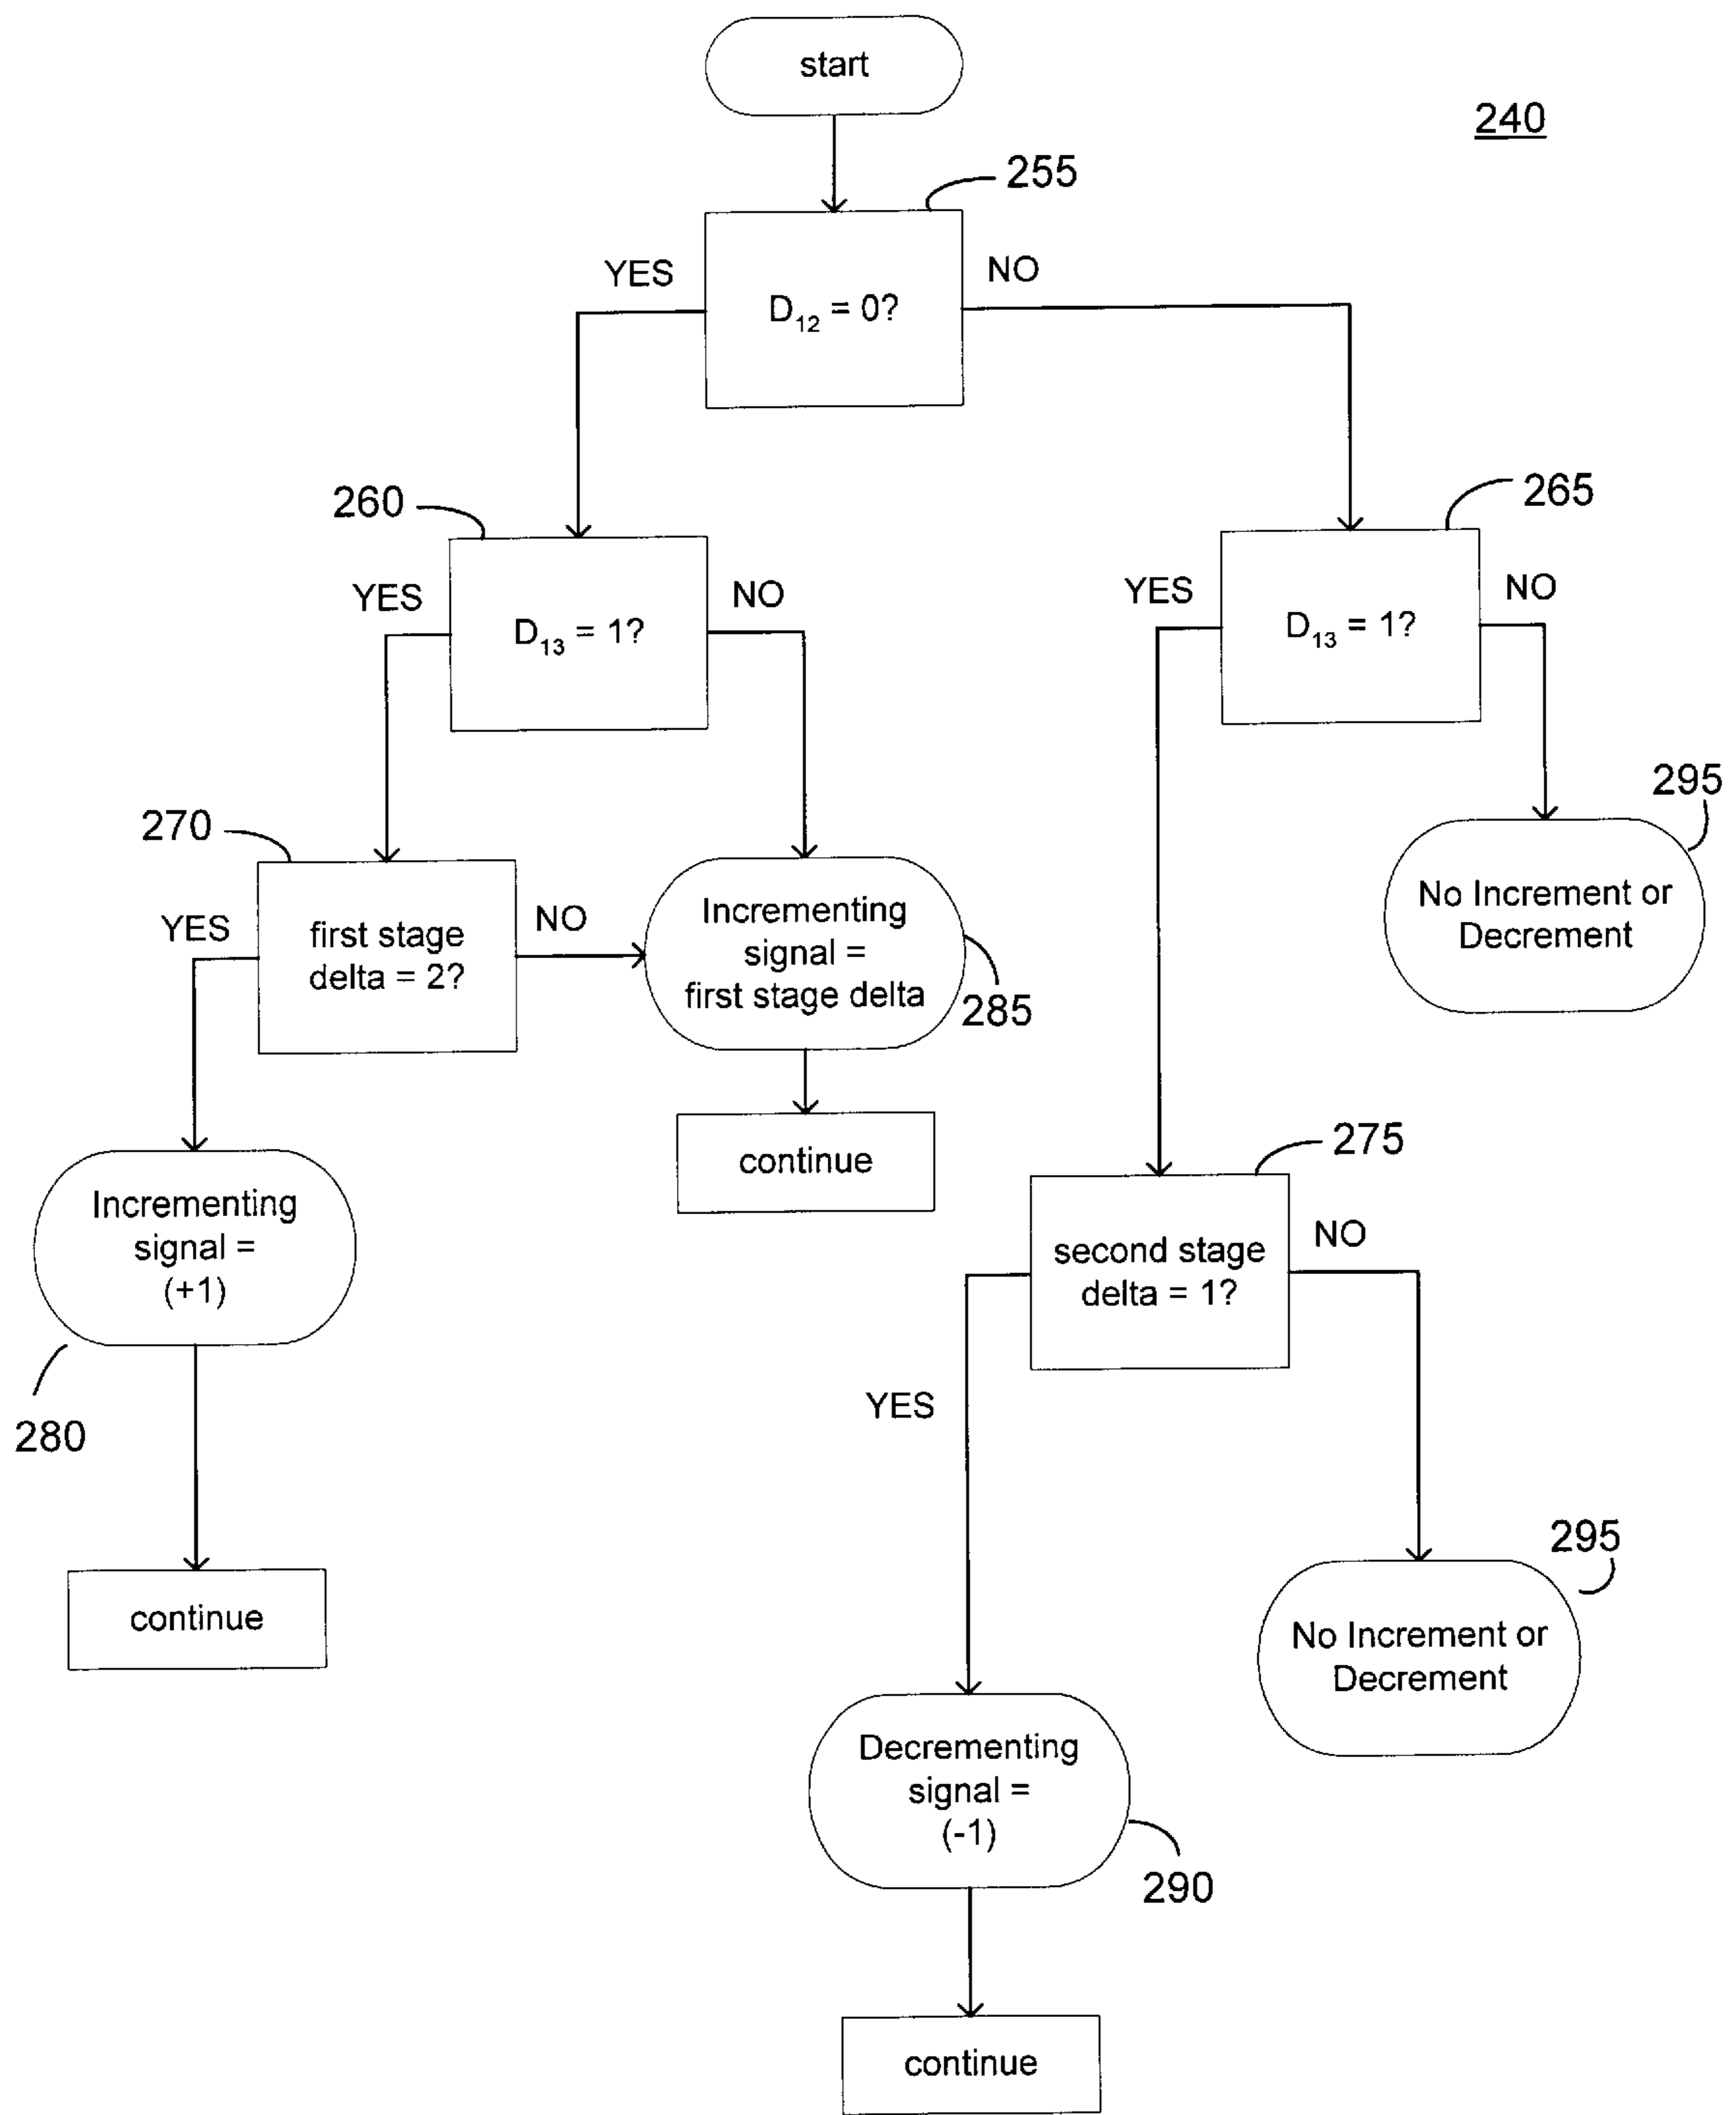 start
240
255
YES
NO
D12 = 0?
260
265
YES
NO
D13 = 1?
YES
NO
D13 = 1?
270
295
YES
first stage
delta = 2?
NO
Incrementing
signal =
first stage delta
285
No Increment or
Decrement
continue
275
Incrementing
signal =
(+1)
280
second stage
delta = 1?
NO
YES
continue
295
No Increment or
Decrement
Decrementing
signal =
(-1)
290
continue